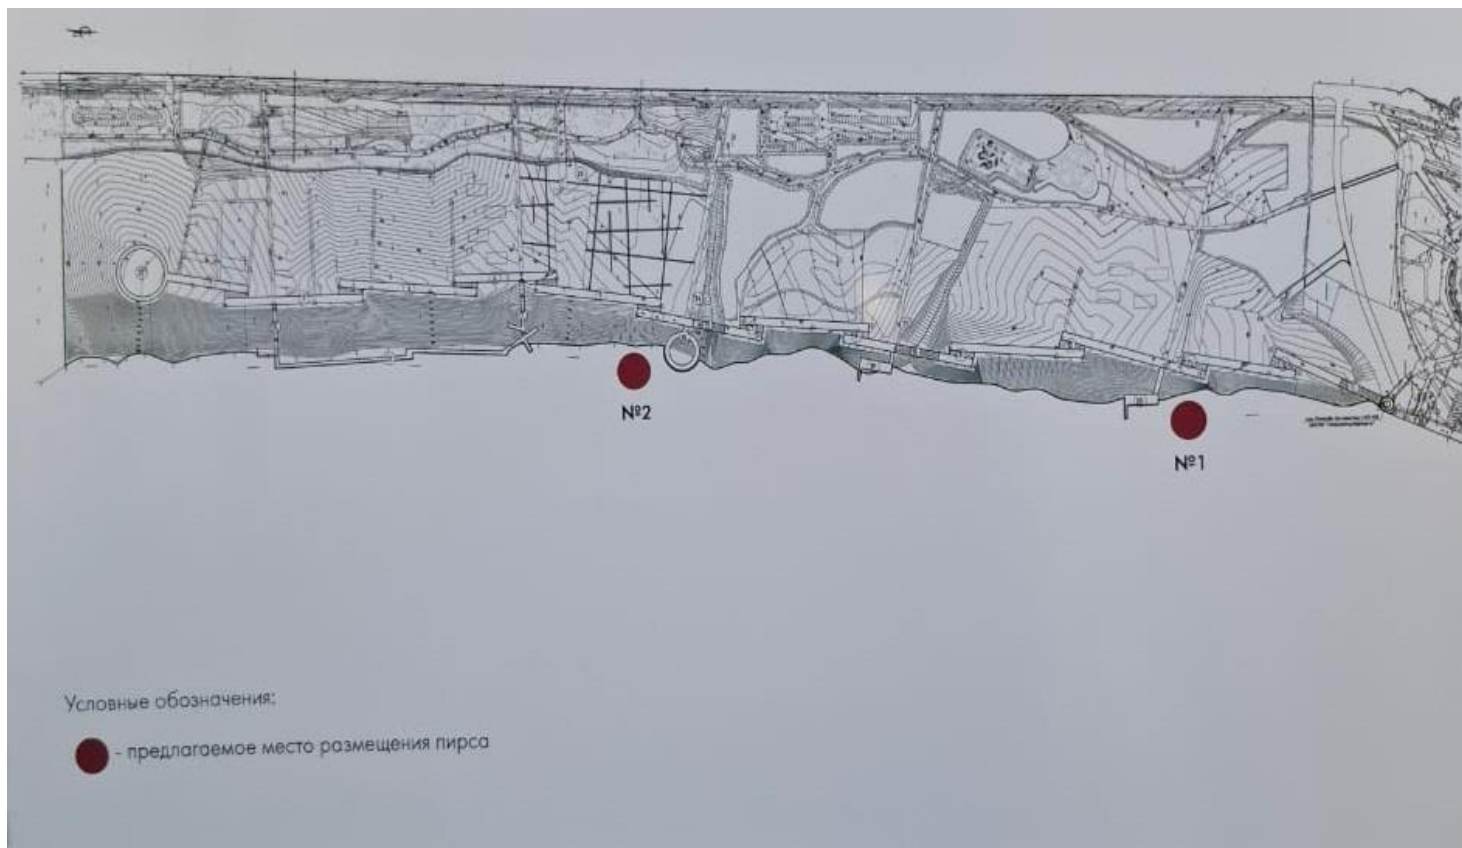 №2
№1
Условные обозначения:
- предлагаемое место размещения пирса